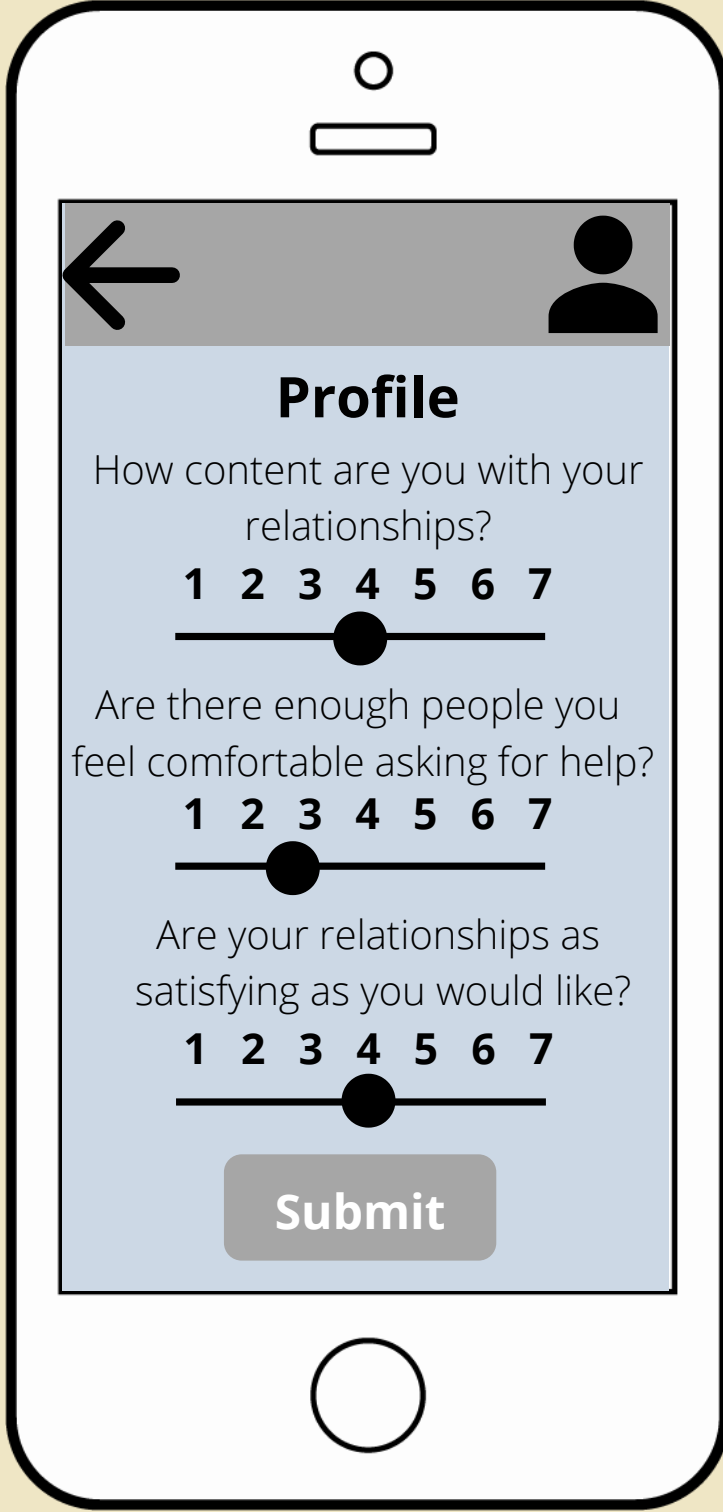 Profile
How content are you with your
relationships?
1 2 3 4 5 6 7
Are there enough people you
feel comfortable asking for help?
1 2 3 4 5 6 7
Are your relationships as
satisfying as you would like?
1 2 3 4 5 6 7
Submit